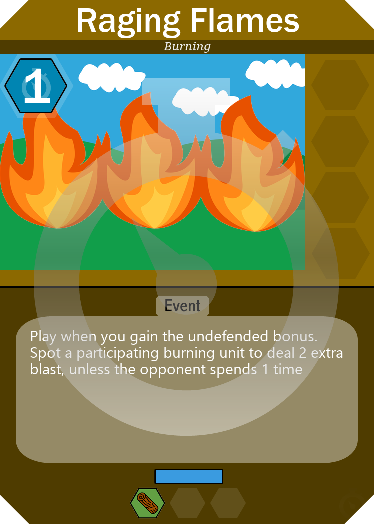 Raging Flames
Burning
1
Event
Play when you gain the undefended bonus.
Spot a participating burning unit to deal 2 extra
blast, unless the opponent spends 1 time